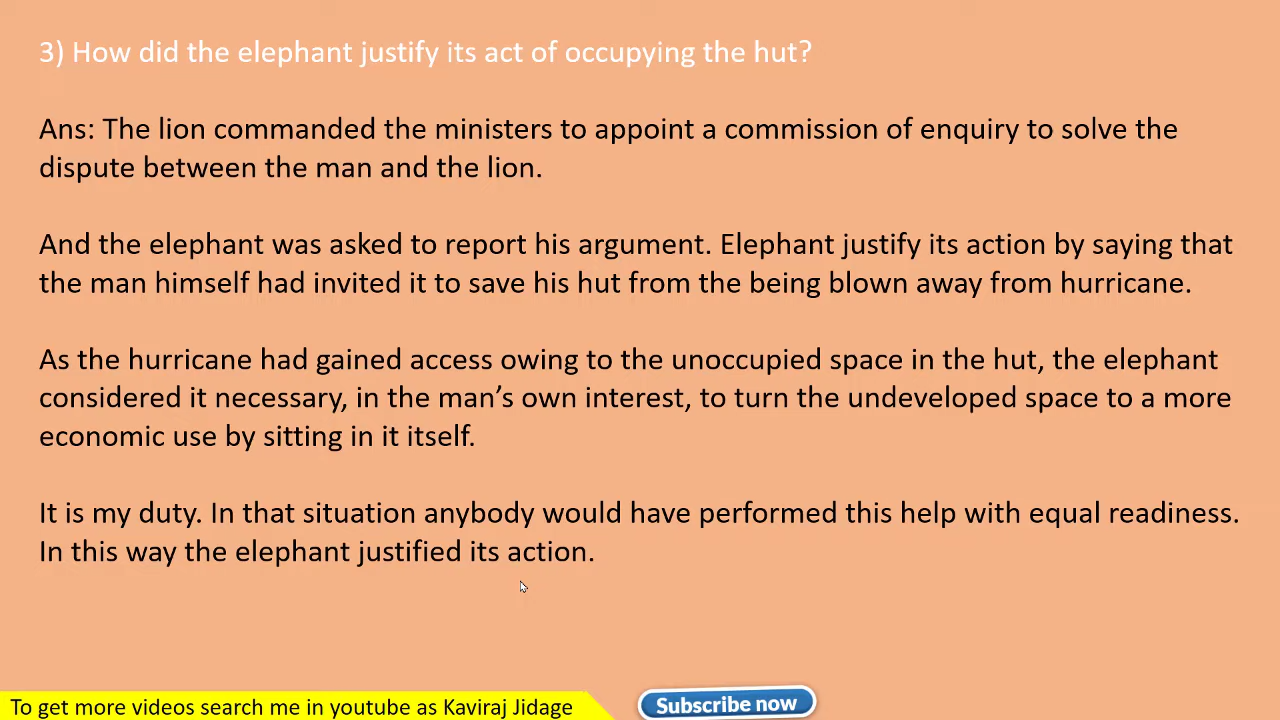 3) How did the elephant justify its act of occupying the hut?
Ans: The lion commanded the ministers to appoint a commission of enquiry to solve the
dispute between the man and the lion.
And the elephant was asked to report his argument. Elephant justify its action by saying that
the man himself had invited it to save his hut from the being blown away from hurricane.
As the hurricane had gained access owing to the unoccupied space in the hut, the elephant
considered it necessary, in the man’s own interest, to turn the undeveloped space to a more
economic use by sitting in it itself.
It is my duty. In that situation anybody would have performed this help with equal readiness.
In this way the elephant justified its action.
To get more videos search me in youtube as Kaviraj Jidage
Subscribe now